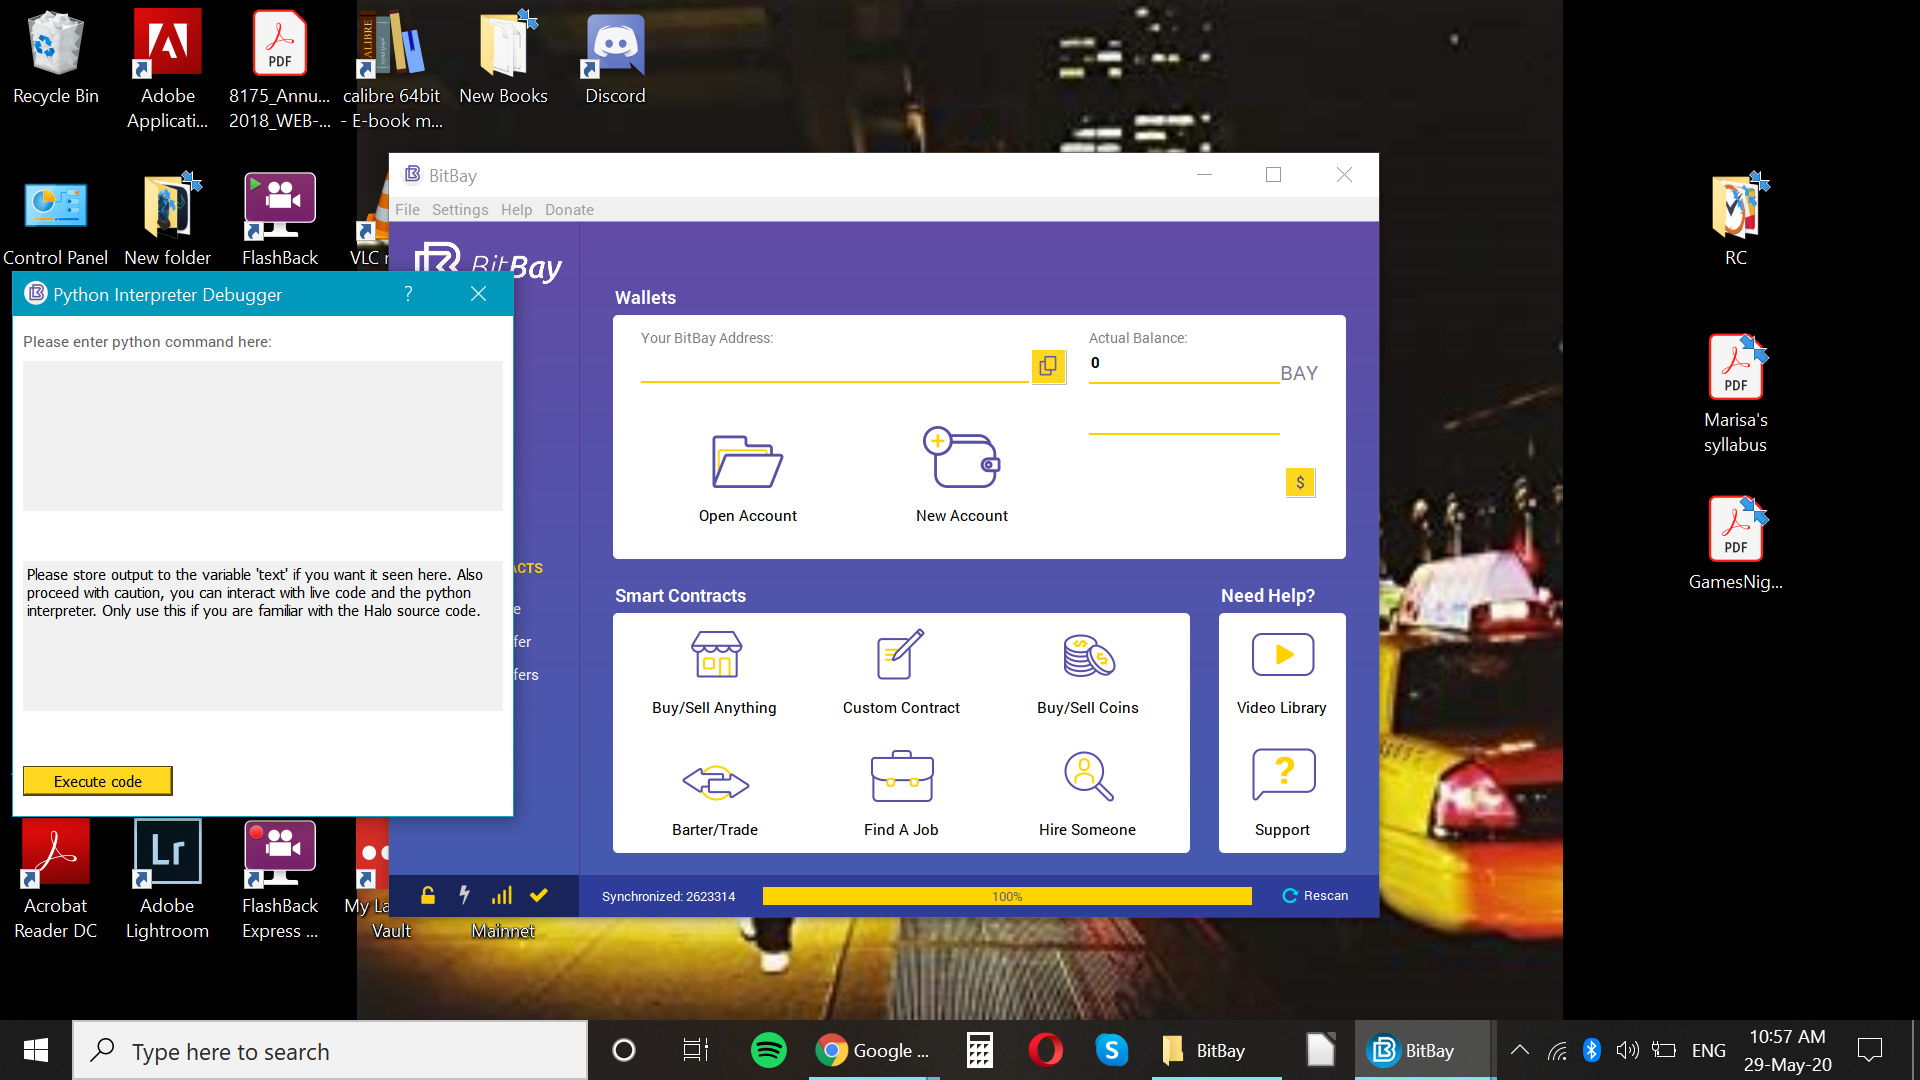 Recycle Bin
Adobe
Applicati...
8175_Annu...
2018_WEB-...
calibre 64bit
- E-book m...
New Books
Discord
CALIBRE
PDF
Control Panel
New folder
FlashBack
VLC
RC
PDF
Marisa's
syllabus
PDF
GamesNig...
BitBay
File Settings Help Donate
BitBay
Python Interpreter Debugger
?
Please enter python command here:
Please store output to the variable 'text' if you want it seen here. Also
proceed with caution, you can interact with live code and the python
interpreter. Only use this if you are familiar with the Halo source code.
Execute code
ACTS
e
fer
fers
Wallets
Your BitBay Address:
Actual Balance:
0
BAY
$
Open Account
New Account
Smart Contracts
Need Help?
Buy/Sell Anything
Custom Contract
Buy/Sell Coins
Video Library
Barter/Trade
Find A Job
Hire Someone
Support
Synchronized: 2623314
100%
Rescan
Lr
Acrobat
Reader DC
Adobe
Lightroom
FlashBack
Express ...
My La
Vault
Mainnet
Type here to search
Google ...
BitBay
BitBay
ENG
10:57 AM
29-May-20